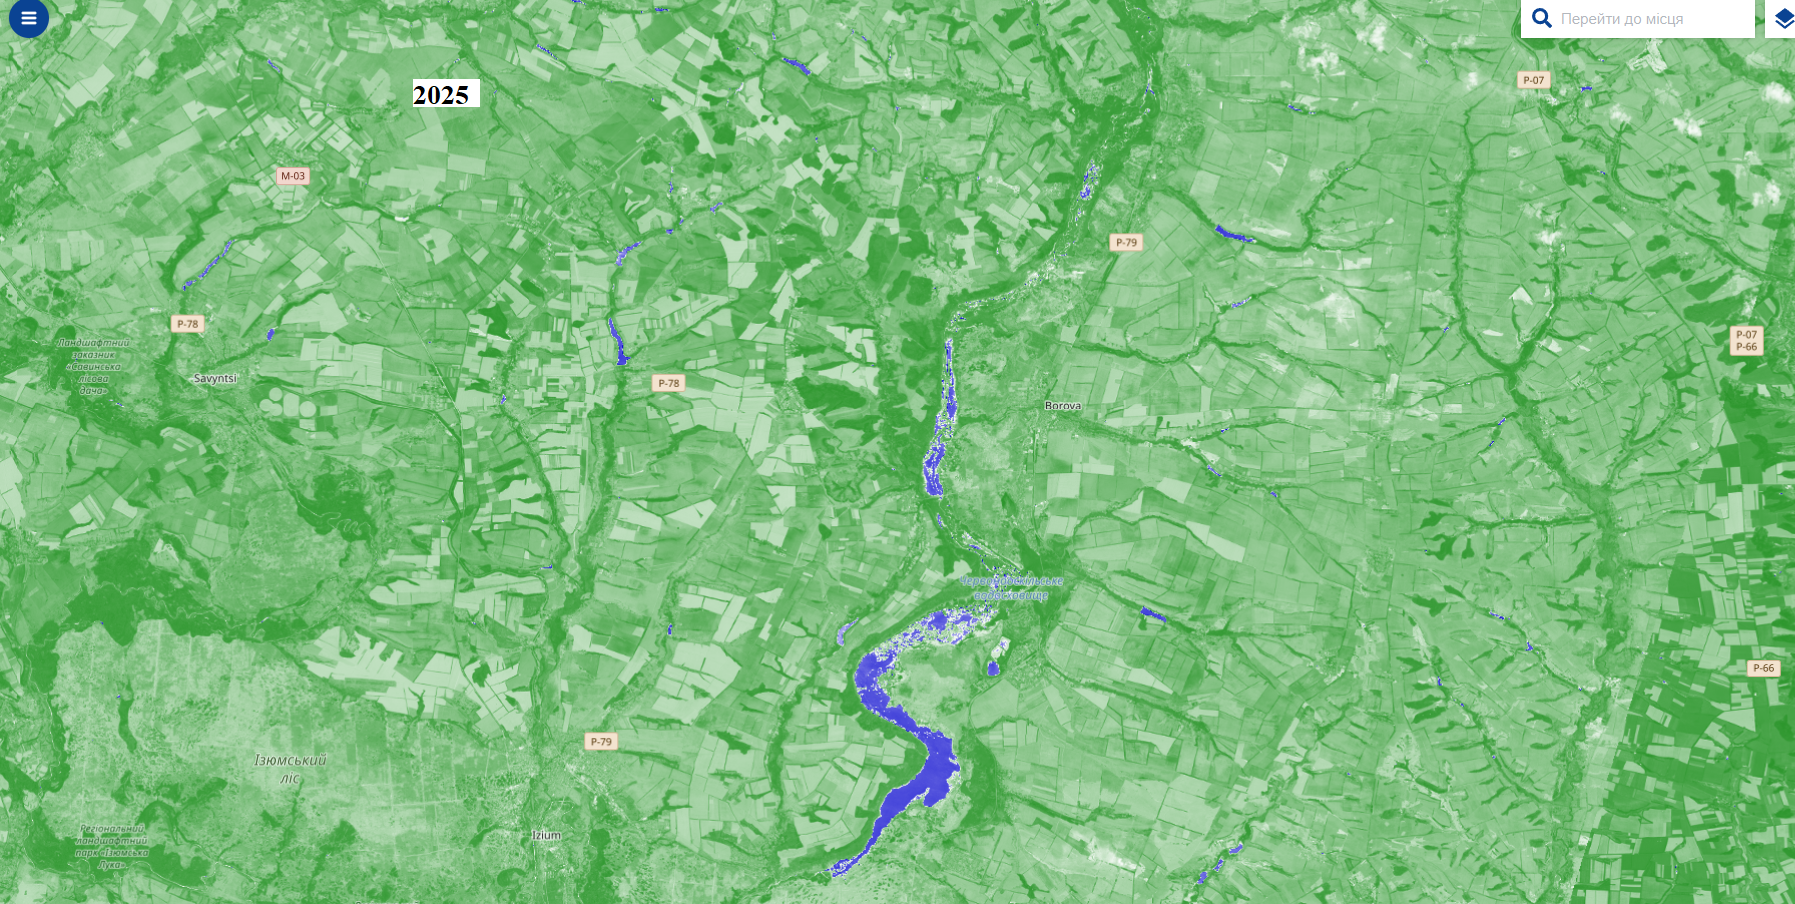 Перейти до місця
P-07
2025
M-03
P-79
P-78
P-07
P-66
Ландшафтний
заказник
«Савинська
лісова
дача»
Savyntsi
P-78
Borova
Червонооскільське
водосховище
P-66
P-79
Ізюмський
ліс
Регіональний
ландшафтний
парк «Ізюмська
Лука»
Izium